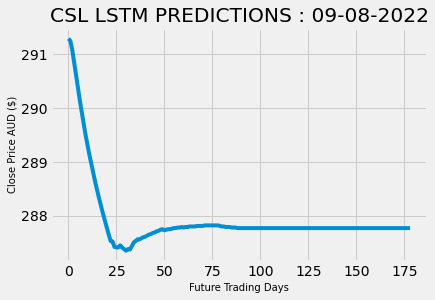 CSL LSTM PREDICTIONS : 09-08-2022
291
290
289
288
Close Price AUD ($)
0 25 50 75 100 125 150 175
Future Trading Days